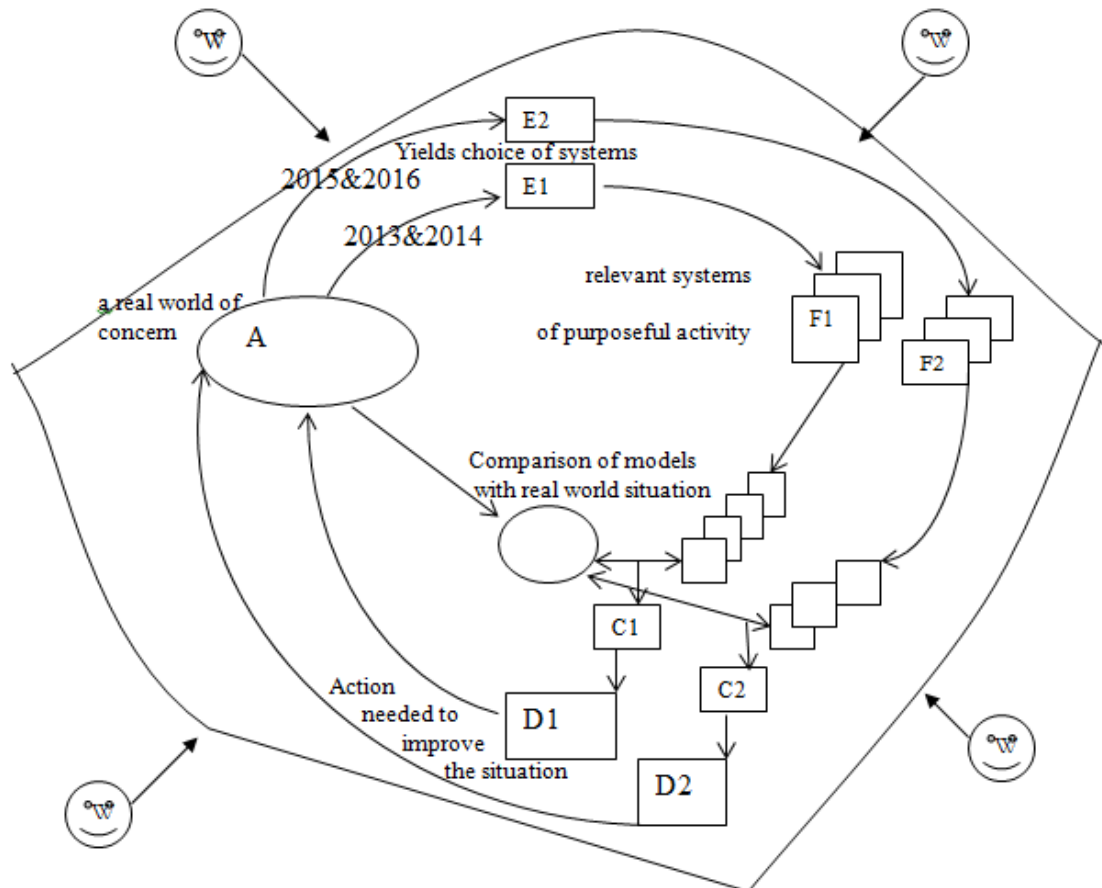 W
W
E2
Yields choice of systems
2015&2016
E1
2013&2014
relevant systems
a real world of
concern
A
of purposeful activity
F1
F2
Comparison of models
with real world situation
C1
C2
Action
needed to
improve
the situation
D1
D2
W
W